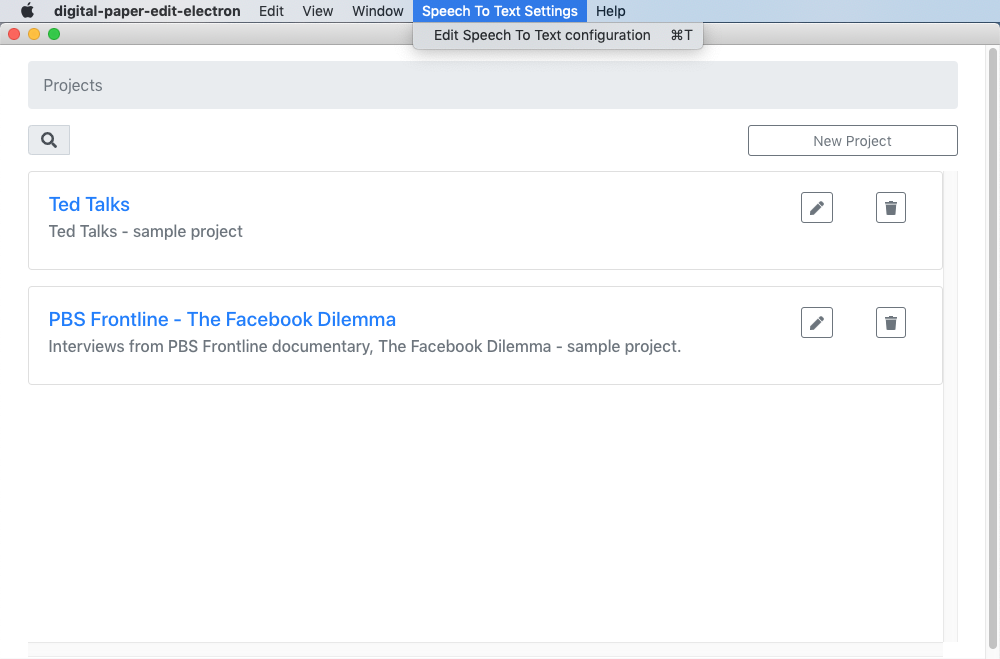 digital-paper-edit-electron Edit View Window Speech To Text Settings Help
Edit Speech To Text configuration ⌘T
Projects
New Project
Ted Talks
Ted Talks - sample project
PBS Frontline - The Facebook Dilemma
Interviews from PBS Frontline documentary, The Facebook Dilemma - sample project.